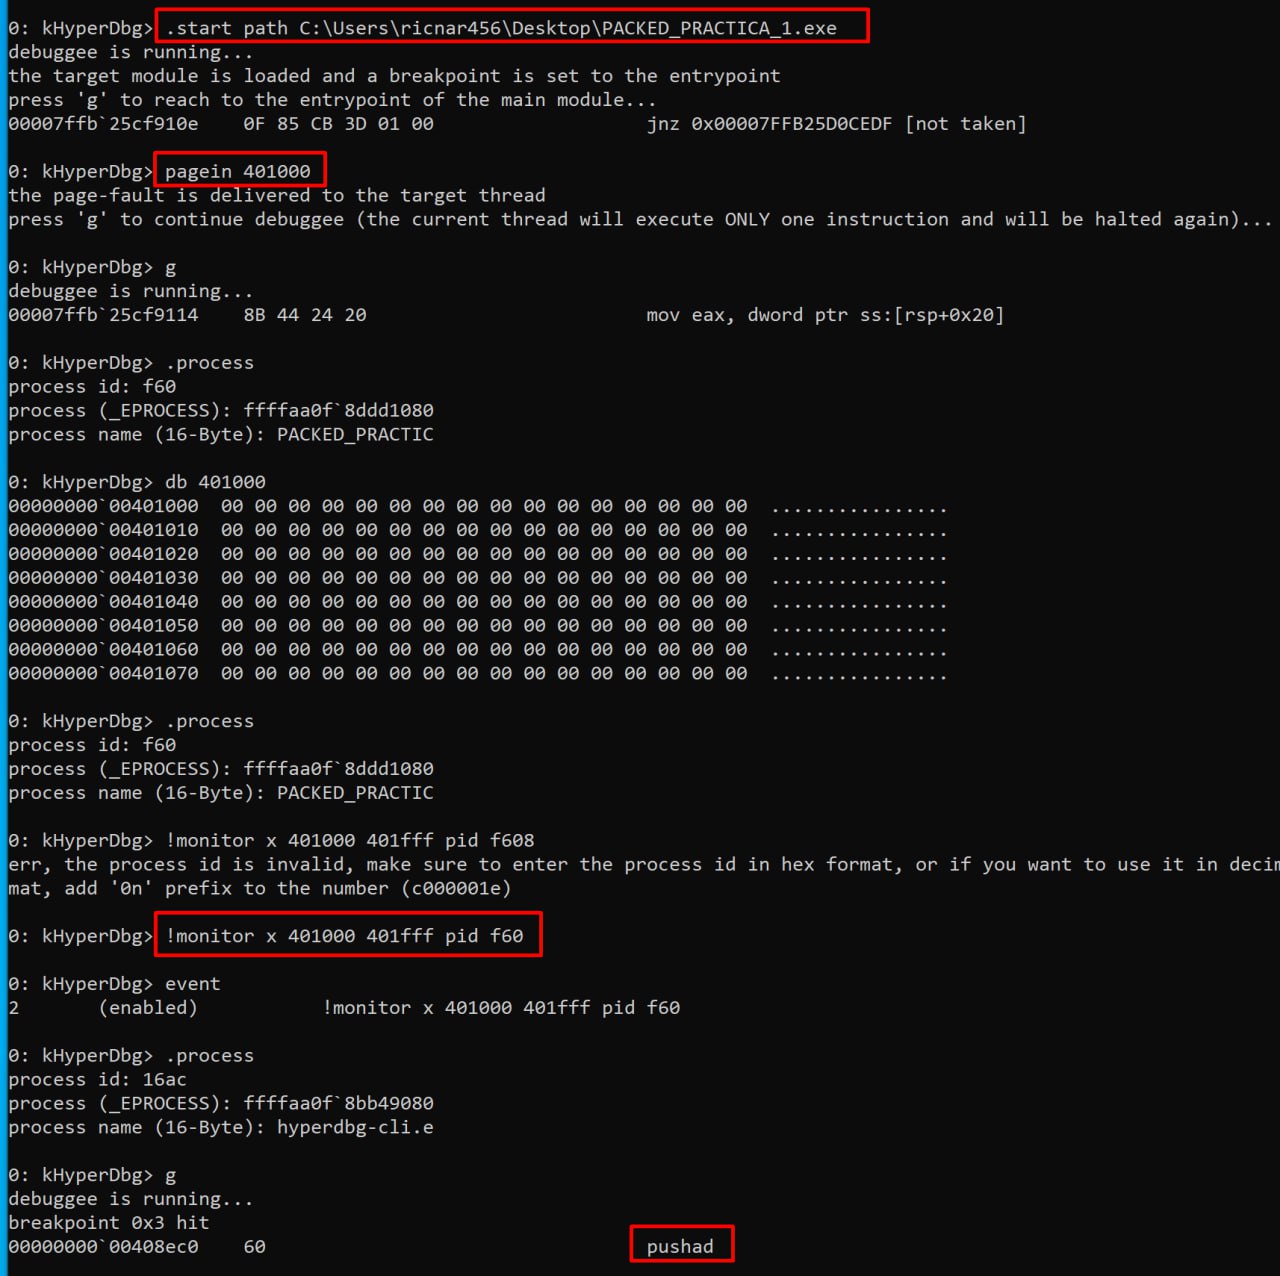 0: kHyperDbg> .start path C:\Users\ricnar456\Desktop\PACKED_PRACTICA_1.exe
debuggee is running...
the target module is loaded and a breakpoint is set to the entrypoint
press 'g' to reach to the entrypoint of the main module...
00007ffb`25cf910e    0F 85 CB 3D 01 00                   jnz 0x00007FFB25D0CEDF [not taken]
0: kHyperDbg> pagein 401000
the page-fault is delivered to the target thread
press 'g' to continue debuggee (the current thread will execute ONLY one instruction and will be halted again)...
0: kHyperDbg> g
debuggee is running...
00007ffb`25cf9114    8B 44 24 20                         mov eax, dword ptr ss:[rsp+0x20]
0: kHyperDbg> .process
process id: f60
process (_EPROCESS): ffffaa0f`8ddd1080
process name (16-Byte): PACKED_PRACTIC
0: kHyperDbg> db 401000
00000000`00401000  00 00 00 00 00 00 00 00 00 00 00 00 00 00 00 00  ................
00000000`00401010  00 00 00 00 00 00 00 00 00 00 00 00 00 00 00 00  ................
00000000`00401020  00 00 00 00 00 00 00 00 00 00 00 00 00 00 00 00  ................
00000000`00401030  00 00 00 00 00 00 00 00 00 00 00 00 00 00 00 00  ................
00000000`00401040  00 00 00 00 00 00 00 00 00 00 00 00 00 00 00 00  ................
00000000`00401050  00 00 00 00 00 00 00 00 00 00 00 00 00 00 00 00  ................
00000000`00401060  00 00 00 00 00 00 00 00 00 00 00 00 00 00 00 00  ................
00000000`00401070  00 00 00 00 00 00 00 00 00 00 00 00 00 00 00 00  ................
0: kHyperDbg> .process
process id: f60
process (_EPROCESS): ffffaa0f`8ddd1080
process name (16-Byte): PACKED_PRACTIC
0: kHyperDbg> !monitor x 401000 401fff pid f608
err, the process id is invalid, make sure to enter the process id in hex format, or if you want to use it in decim
mat, add '0n' prefix to the number (c000001e)
0: kHyperDbg> !monitor x 401000 401fff pid f60
0: kHyperDbg> event
2       (enabled)           !monitor x 401000 401fff pid f60
0: kHyperDbg> .process
process id: 16ac
process (_EPROCESS): ffffaa0f`8bb49080
process name (16-Byte): hyperdbg-cli.e
0: kHyperDbg> g
debuggee is running...
breakpoint 0x3 hit
00000000`00408ec0    60                                  pushad